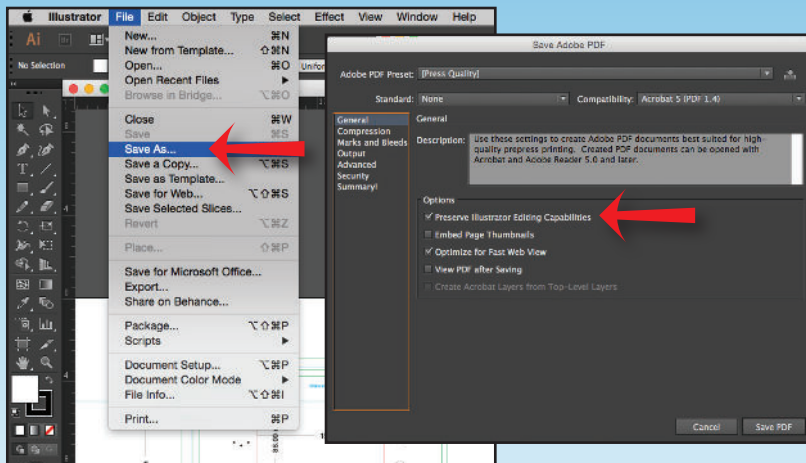 Illustrator File Edit Object Type Select Effect View Window Help
Ai
No Selection
Unifor
New... ⌘N
New from Template... ⇧⌘N
Open... ⌘O
Open Recent Files ▶
Browse in Bridge... ⌥⌘O
Close ⌘W
Save ⌘S
Save As...
Save a Copy... ⌥⌘S
Save as Template...
Save for Web... ⌥⇧⌘S
Save Selected Slices...
Revert ⌥⌘Z
Place... ⇧⌘P
Save for Microsoft Office...
Export...
Share on Behance...
Package... ⌥⇧⌘P
Scripts ▶
Document Setup... ⌥⌘P
Document Color Mode ▶
File Info... ⌥⇧⌘I
Print... ⌘P
Save Adobe PDF
Adobe PDF Preset: [Press Quality]
Standard: None Compatibility: Acrobat 5 (PDF 1.4)
General
Compression
Marks and Bleeds
Output
Advanced
Security
Summaryl
General
Description: Use these settings to create Adobe PDF documents best suited for high-
quality prepress printing. Created PDF documents can be opened with
Acrobat and Adobe Reader 5.0 and later.
Options
Preserve Illustrator Editing Capabilities
Embed Page Thumbnails
Optimize for Fast Web View
View PDF after Saving
Create Acrobat Layers from Top-Level Layers
Cancel Save PDF